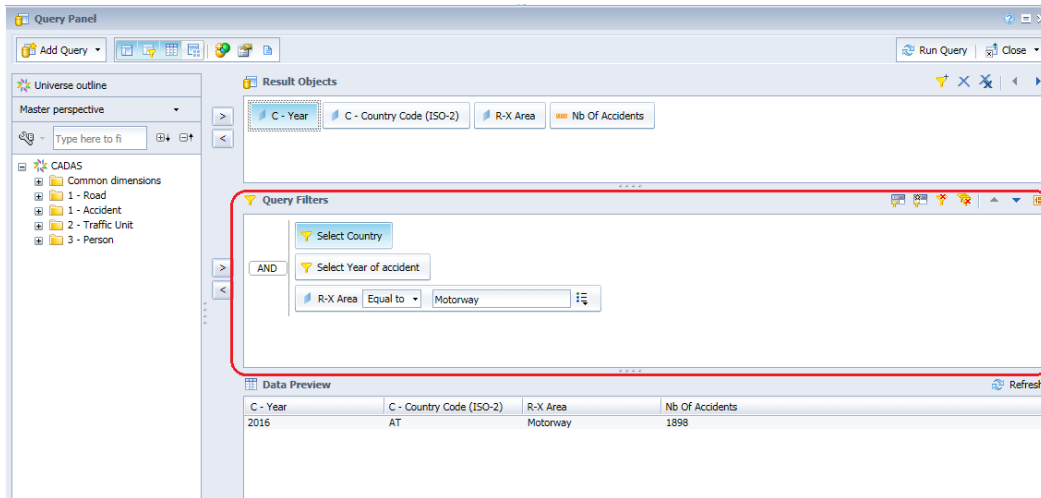 Query Panel
Add Query
Run Query
Close
Universe outline
Master perspective
Type here to fi
CADAS
Common dimensions
1 - Road
1 - Accident
2 - Traffic Unit
3 - Person
>
<
>
<
Result Objects
C - Year
C - Country Code (ISO-2)
R-X Area
Nb Of Accidents
Query Filters
Select Country
AND
Select Year of accident
R-X Area Equal to Motorway
Data Preview
Refresh
C - Year C - Country Code (ISO-2) R-X Area Nb Of Accidents
2016 AT Motorway 1898